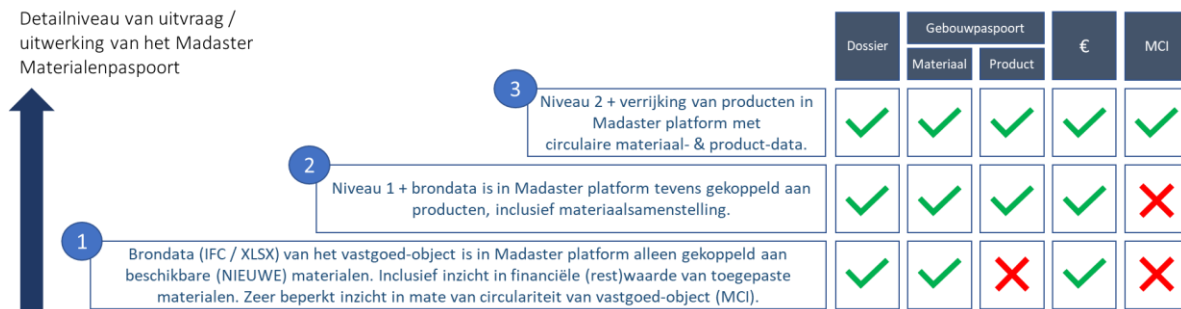 Detailniveau van uitvraag /
uitwerking van het Madaster
Materialenpaspoort
Dossier
Gebouwpaspoort
Materiaal
Product
€
MCI
3
Niveau 2 + verrijking van producten in
Madaster platform met
circulaire materiaal- & product-data.
2
Niveau 1 + brondata is in Madaster platform tevens gekoppeld aan
producten, inclusief materiaalsamenstelling.
1
Brondata (IFC / XLSX) van het vastgoed-object is in Madaster platform alleen gekoppeld aan
beschikbare (NIEUWE) materialen. Inclusief inzicht in financiële (rest)waarde van toegepaste
materialen. Zeer beperkt inzicht in mate van circulariteit van vastgoed-object (MCI).